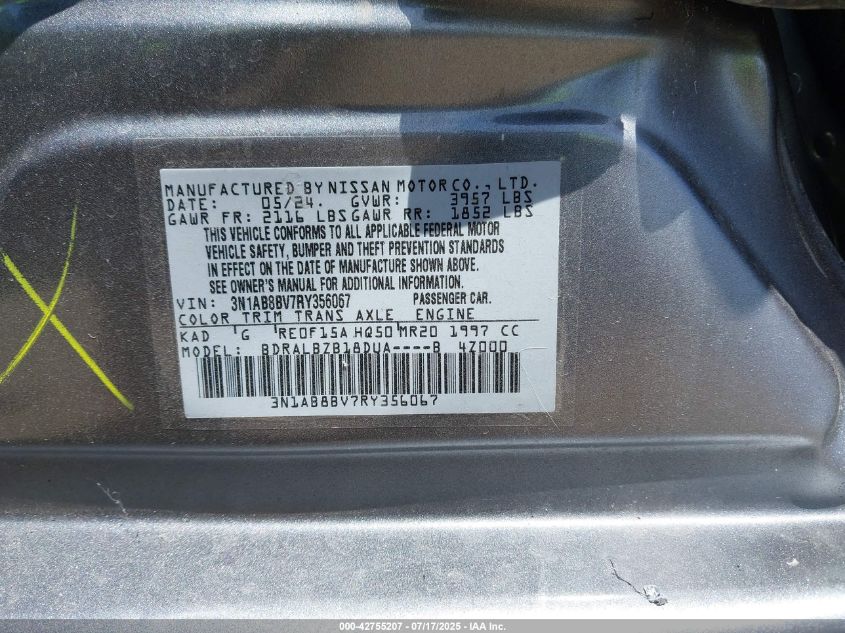 MANUFACTURED BY NISSAN MOTOR CO., LTD.
DATE: 05/24. GVWR: 3957 LBS
GAWR FR: 2116 LBS GAWR RR: 1852 LBS
THIS VEHICLE CONFORMS TO ALL APPLICABLE FEDERAL MOTOR
VEHICLE SAFETY, BUMPER AND THEFT PREVENTION STANDARDS
IN EFFECT ON THE DATE OF MANUFACTURE SHOWN ABOVE.
SEE OWNER'S MANUAL FOR ADDITIONAL INFORMATION.
VIN: 3N1AB8BV7RY356067 PASSENGER CAR.
COLOR TRIM TRANS AXLE ENGINE
KAD G RE0F15A HQ50 MR20 1997 CC
MODEL: BDRALBZB18DUA----B 4Z000
3N1AB8BV7RY356067
000-42755207 - 07/17/2025 - IAA Inc.